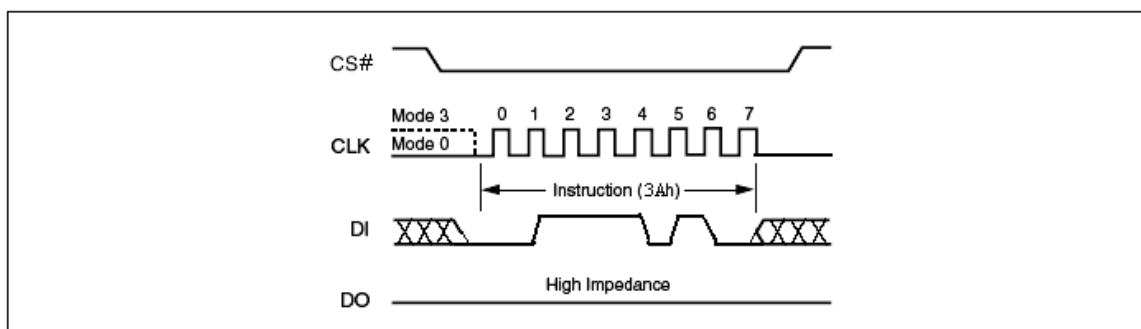 CS#
Mode 3
0 1 2 3 4 5 6 7
CLK
Mode 0
Instruction (3Ah)
DI
High Impedance
DO